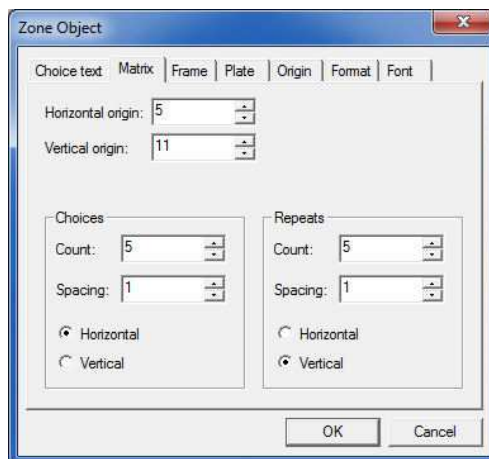 Zone Object
Choice text Matrix Frame Plate Origin Format Font
Horizontal origin: 5
Vertical origin: 11
Choices Repeats
Count: 5 Count: 5
Spacing: 1 Spacing: 1
Horizontal Horizontal
Vertical Vertical
OK Cancel